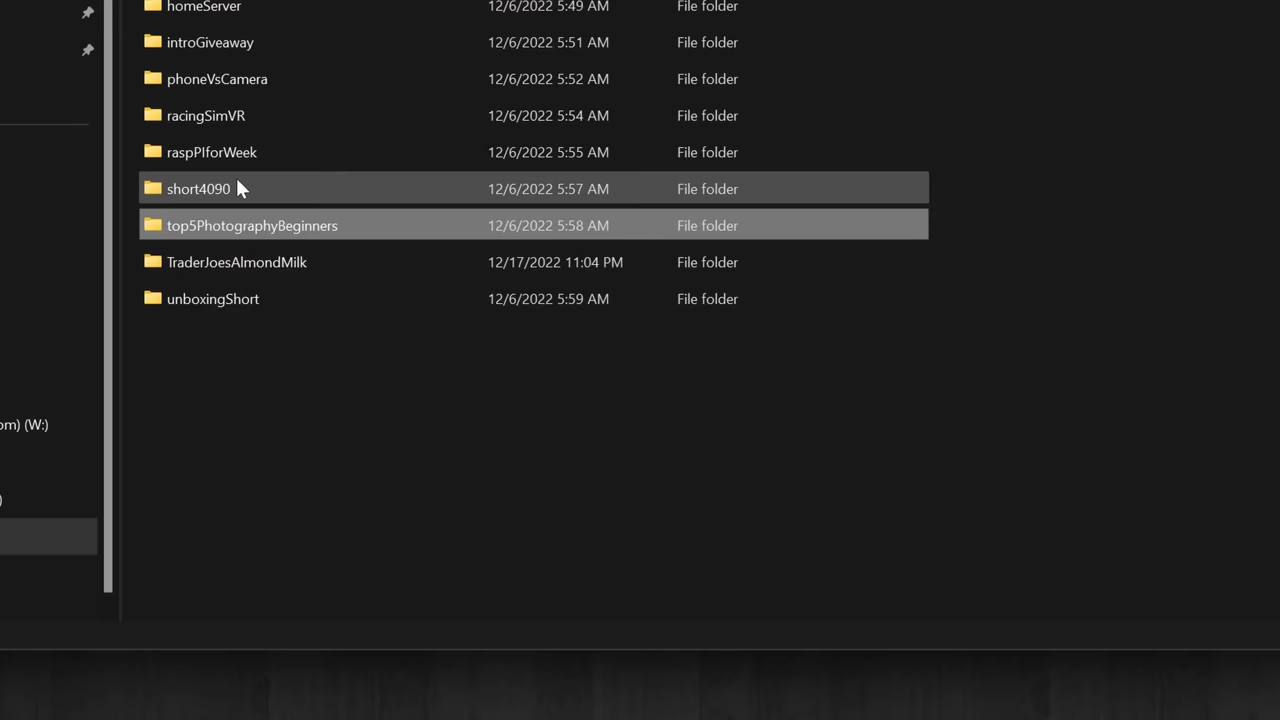 homeServer 12/6/2022 5:49 AM File folder
introGiveaway 12/6/2022 5:51 AM File folder
phoneVsCamera 12/6/2022 5:52 AM File folder
racingSimVR 12/6/2022 5:54 AM File folder
raspPIforWeek 12/6/2022 5:55 AM File folder
short4090 12/6/2022 5:57 AM File folder
top5PhotographyBeginners 12/6/2022 5:58 AM File folder
TraderJoesAlmondMilk 12/17/2022 11:04 PM File folder
unboxingShort 12/6/2022 5:59 AM File folder
om) (W:)
)